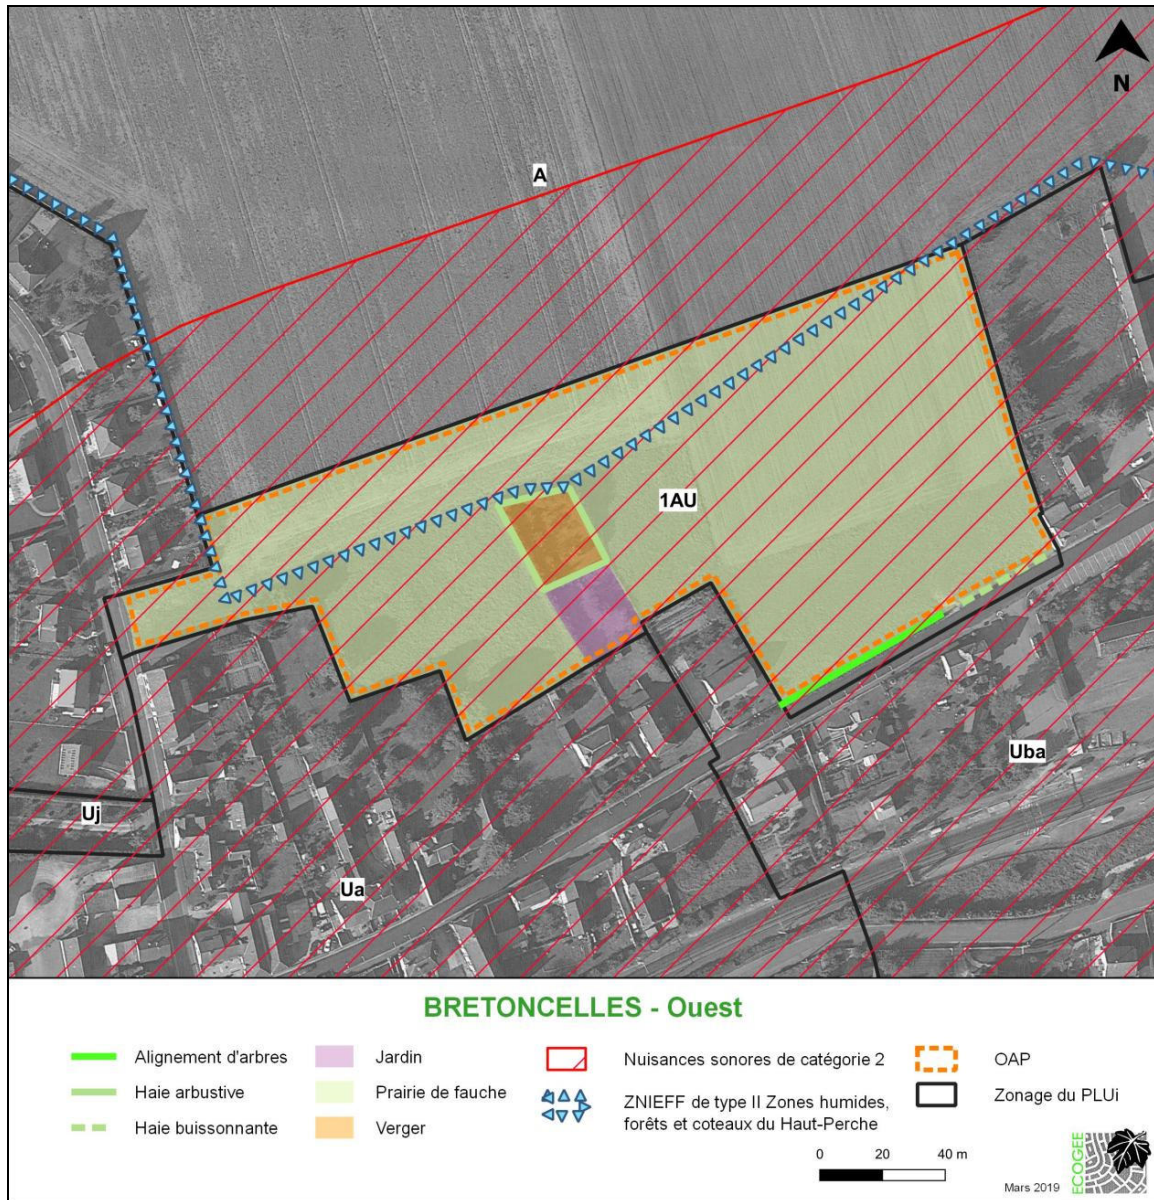 N
A
1AU
Uba
Uj
Ua
BRETONCELLES - Ouest
Alignement d'arbres
Haie arbustive
Haie buissonnante
Jardin
Prairie de fauche
Verger
Nuisances sonores de catégorie 2
ZNIEFF de type II Zones humides,
forêts et coteaux du Haut-Perche
OAP
Zonage du PLUi
0 20 40 m
Mars 2019
ECOGEE